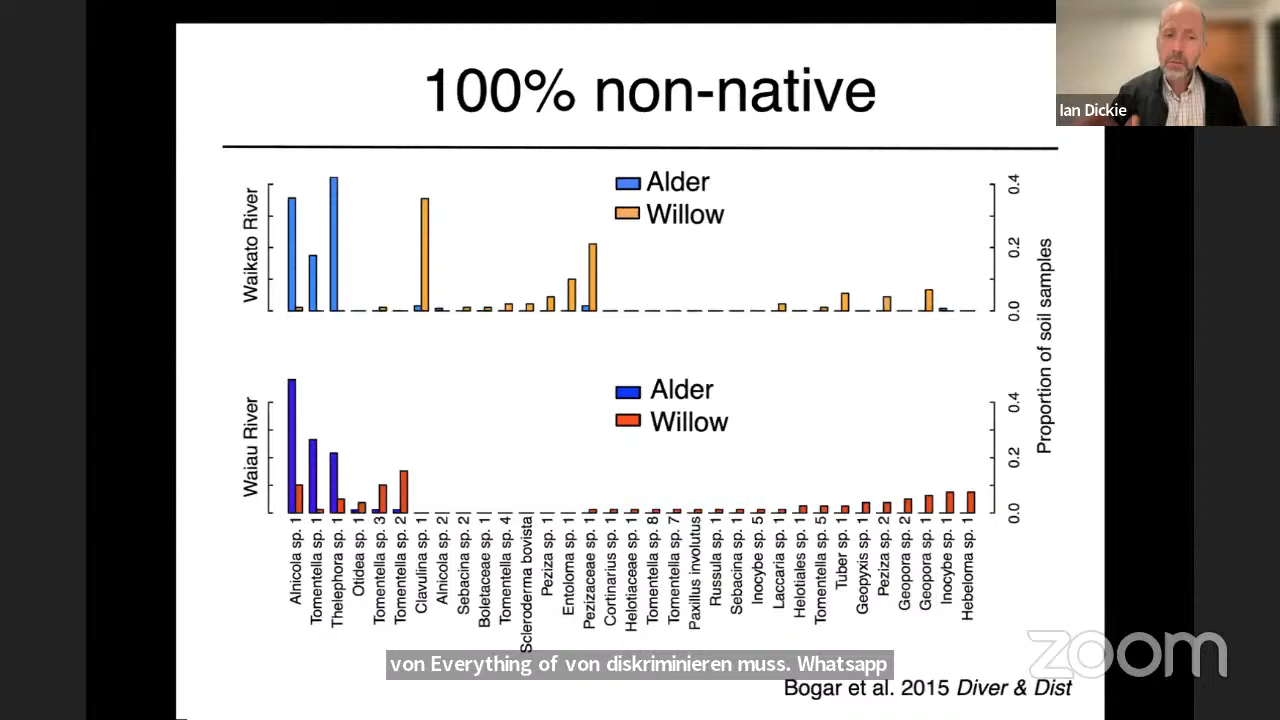 100% non-native
Ian Dickie
Alder
Willow
Waikato River
0.0 0.2 0.4
Alder
Willow
Waiau River
0.0 0.2 0.4
Proportion of soil samples
Alnicola sp. 1
Tomentella sp. 1
Thelephora sp. 1
Otidea sp. 1
Tomentella sp. 3
Tomentella sp. 2
Clavulina sp. 1
Alnicola sp. 2
Sebacina sp. 2
Boletaceae sp. 1
Tomentella sp. 4
Scleroderma bovista
Peziza sp. 1
Entoloma sp. 1
Pezizaceae sp. 1
Cortinarius sp. 1
Helotiaceae sp. 1
Tomentella sp. 8
Tomentella sp. 7
Paxillus involutus
Russula sp. 1
Sebacina sp. 1
Inocybe sp. 5
Laccaria sp. 1
Helotiales sp. 1
Tomentella sp. 5
Tuber sp. 1
Geopyxis sp. 1
Peziza sp. 2
Geopora sp. 2
Geopora sp. 1
Inocybe sp. 1
Hebeloma sp. 1
von Everything of von diskriminieren muss. Whatsapp
zoom
Bogar et al. 2015 Diver & Dist